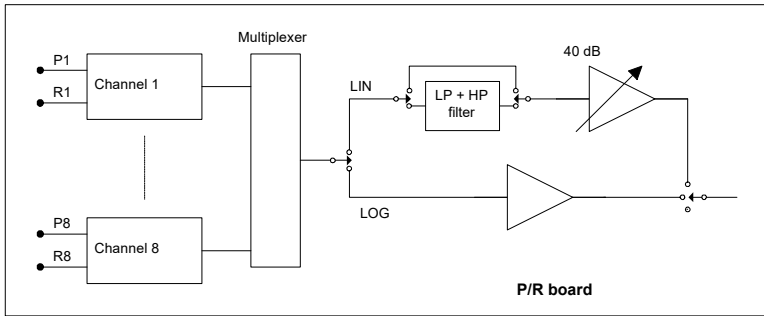 Multiplexer
40 dB
P1
Channel 1
R1
LIN
LP + HP
filter
LOG
P8
Channel 8
R8
P/R board